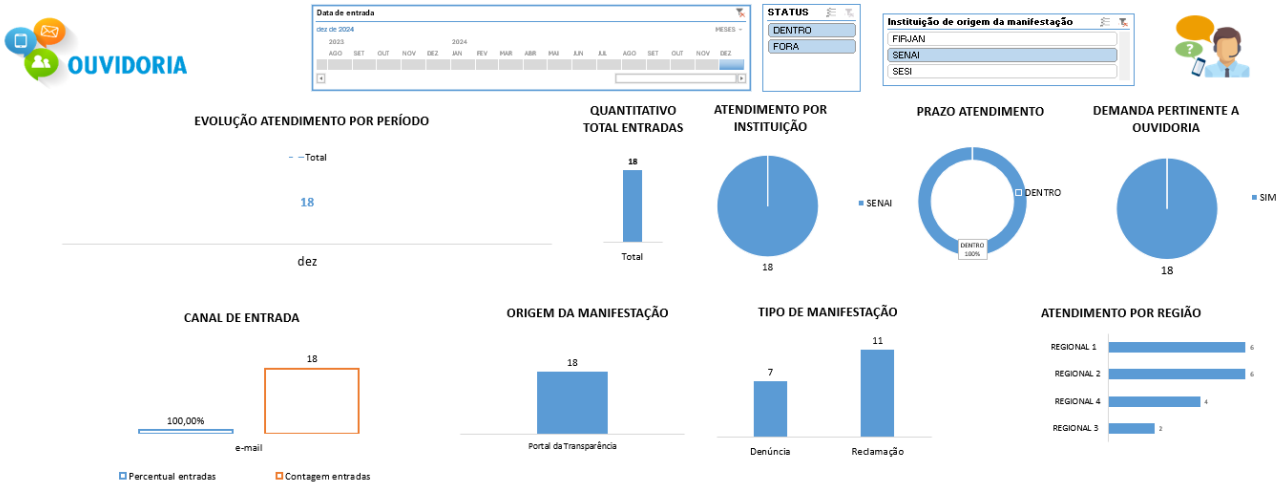 OUVIDORIA
Data de entrada
dez de 2024
MESES
2023 2024
AGO SET OUT NOV DEZ JAN FEV MAR ABR MAI JUN JUL AGO SET OUT NOV DEZ
STATUS
DENTRO
FORA
Instituição de origem da manifestação
FIRJAN
SENAI
SESI
?
EVOLUÇÃO ATENDIMENTO POR PERÍODO
Total
18
dez
QUANTITATIVO
TOTAL ENTRADAS
18
Total
ATENDIMENTO POR
INSTITUIÇÃO
SENAI
18
PRAZO ATENDIMENTO
DENTRO
DENTRO
100%
DEMANDA PERTINENTE A
OUVIDORIA
SIM
18
CANAL DE ENTRADA
18
100,00%
e-mail
Percentual entradas
Contagem entradas
ORIGEM DA MANIFESTAÇÃO
18
Portal da Transparência
TIPO DE MANIFESTAÇÃO
7
11
Denúncia
Reclamação
ATENDIMENTO POR REGIÃO
REGIONAL 1 6
REGIONAL 2 6
REGIONAL 4 4
REGIONAL 3 2